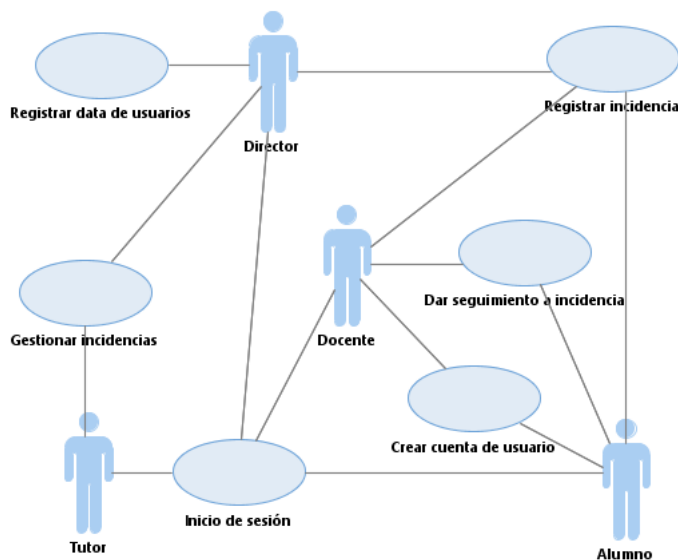 Registrar data de usuarios
Registrar incidencia
Director
Dar seguimiento a incidencia
Gestionar incidencias
Docente
Crear cuenta de usuario
Inicio de sesión
Tutor
Alumno